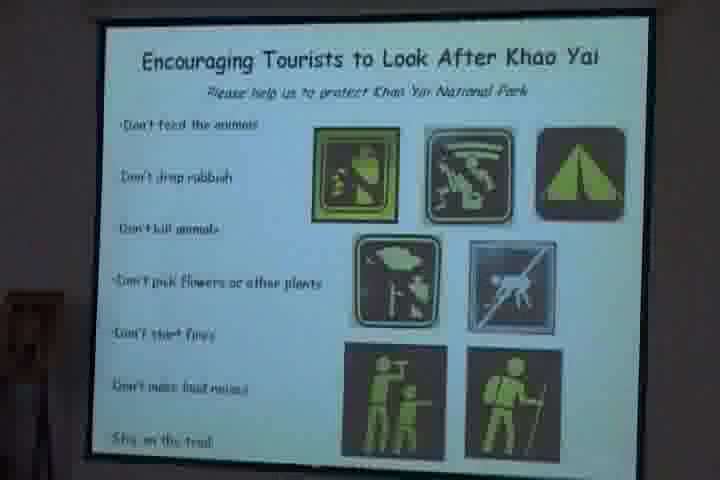 Encouraging Tourists to Look After Khao Yai
Please help us to protect Khao Yai National Park
•Don't feed the animals
•Don't drop rubbish
•Don't kill animals
•Don't pick flowers or other plants
•Don't start fires
•Don't make loud noises
•Stay on the trail